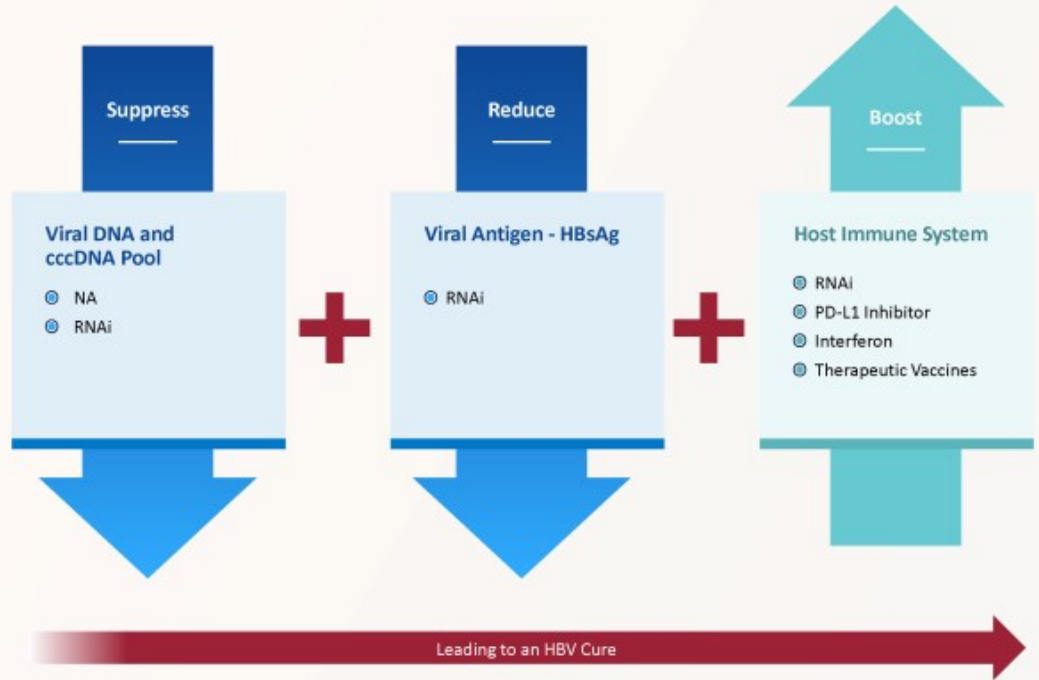 Suppress
Viral DNA and
cccDNA Pool
NA
RNAi
Reduce
Viral Antigen - HBsAg
RNAi
Boost
Host Immune System
RNAi
PD-L1 Inhibitor
Interferon
Therapeutic Vaccines
Leading to an HBV Cure